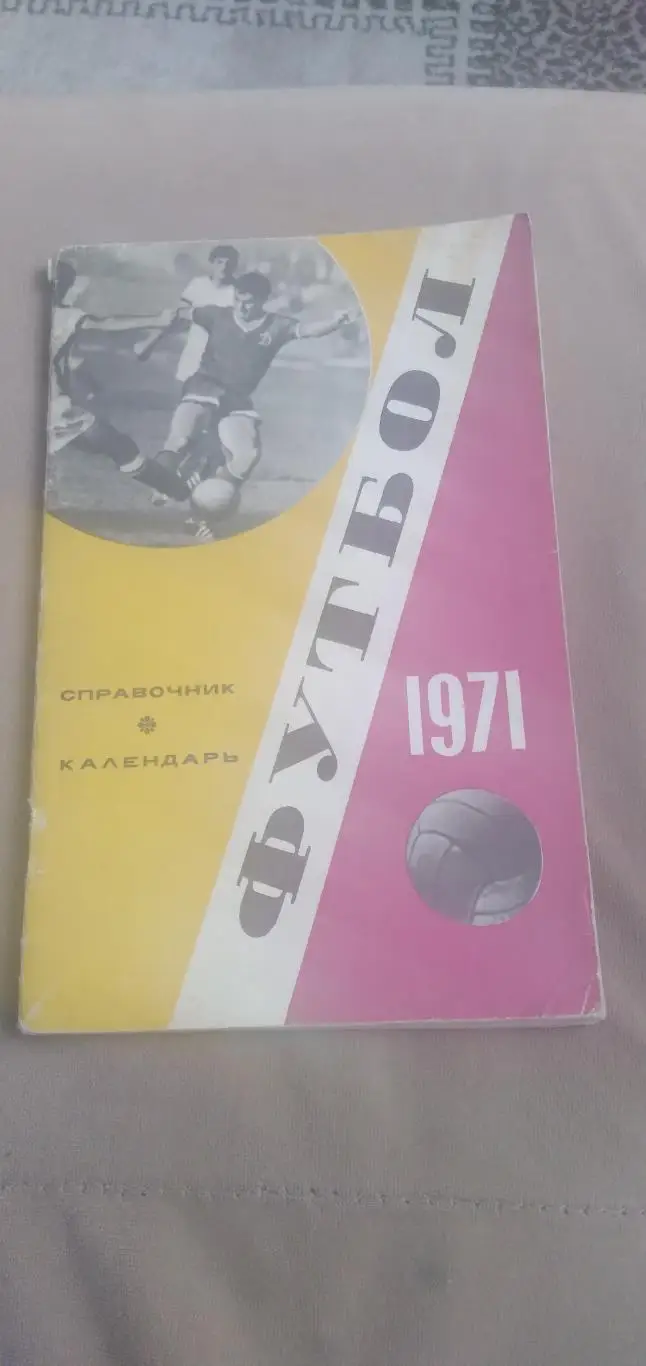 ФУТБОЛ
СПРАВОЧНИК
КАЛЕНДАРЬ
1971